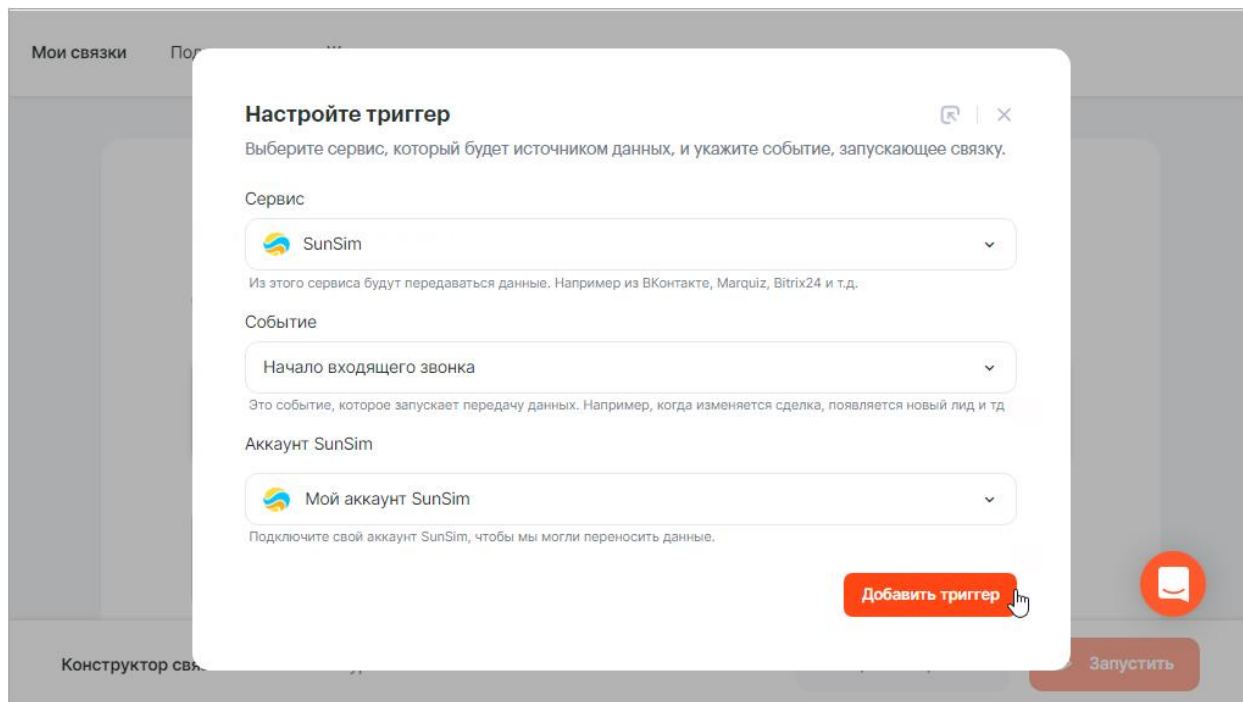 Мои связки
Настройте триггер
Выберите сервис, который будет источником данных, и укажите событие, запускающее связку.
Сервис
SunSim
Из этого сервиса будут передаваться данные. Например из ВКонтакте, Marquiz, Bitrix24 и т.д.
Событие
Начало входящего звонка
Это событие, которое запускает передачу данных. Например, когда изменяется сделка, появляется новый лид и тд
Аккаунт SunSim
Мой аккаунт SunSim
Подключите свой аккаунт SunSim, чтобы мы могли переносить данные.
Добавить триггер
Конструктор
Запустить